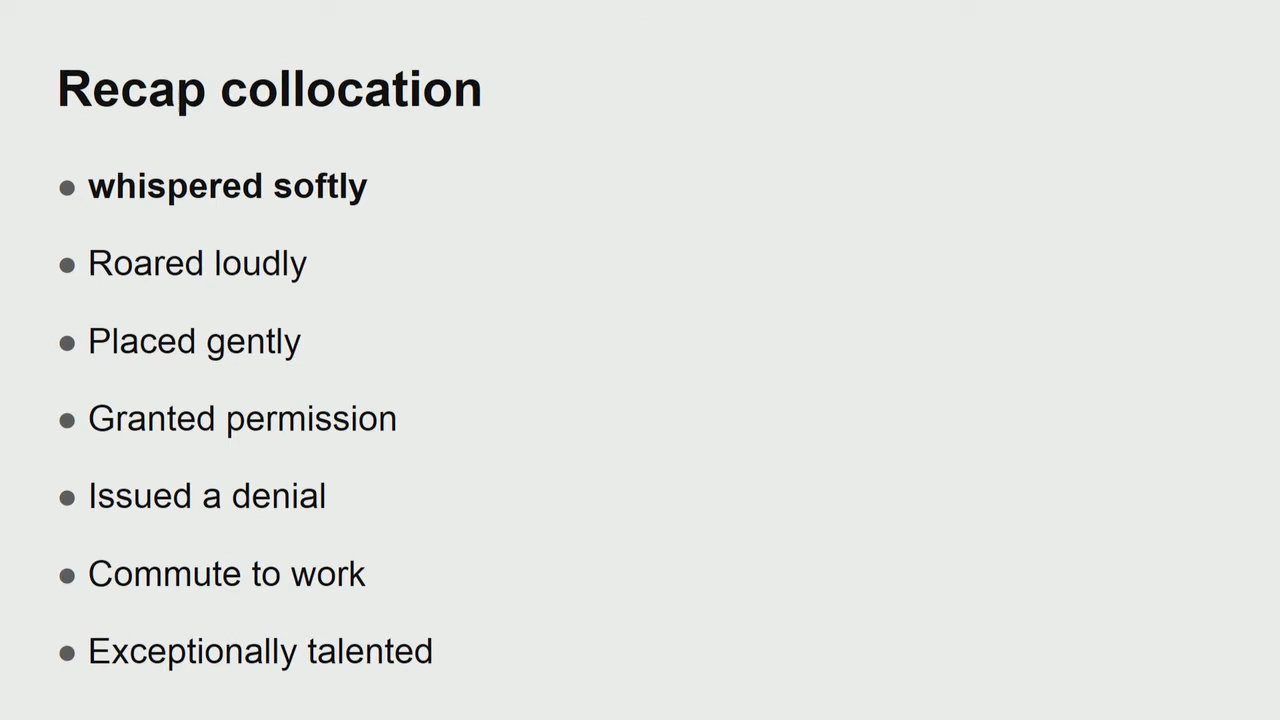 Recap collocation
● whispered softly
● Roared loudly
● Placed gently
● Granted permission
● Issued a denial
● Commute to work
● Exceptionally talented